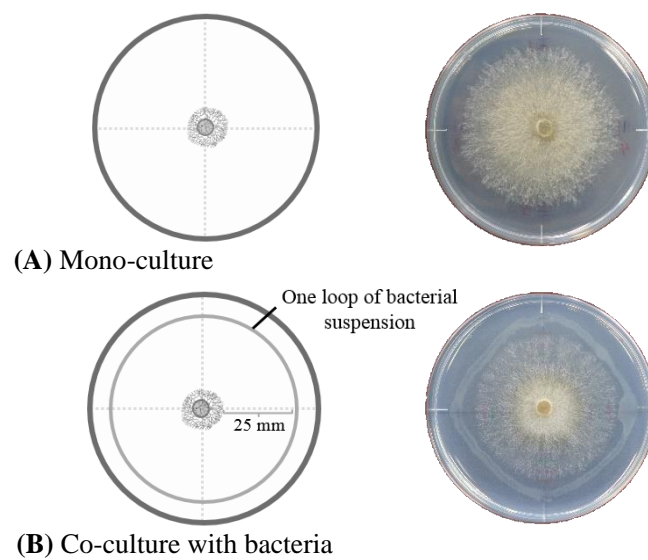 (A) Mono-culture
One loop of bacterial
suspension
25 mm
(B) Co-culture with bacteria